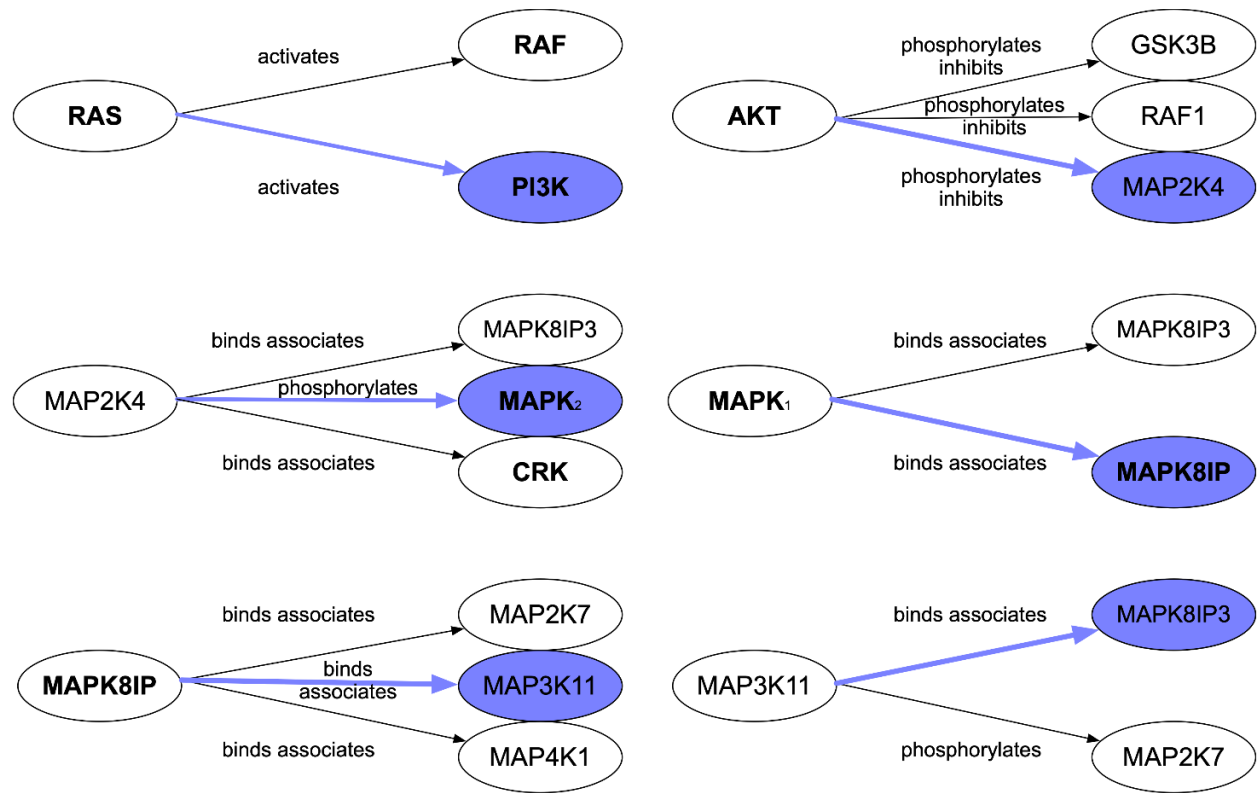 RAS
activates
RAF
activates
PI3K
AKT
phosphorylates
inhibits
GSK3B
phosphorylates
inhibits
RAF1
phosphorylates
inhibits
MAP2K4
MAP2K4
binds associates
MAPK8IP3
phosphorylates
MAPK2
binds associates
CRK
MAPK1
binds associates
MAPK8IP3
binds associates
MAPK8IP
MAPK8IP
binds associates
MAP2K7
binds
associates
MAP3K11
binds associates
MAP4K1
MAP3K11
binds associates
MAPK8IP3
phosphorylates
MAP2K7